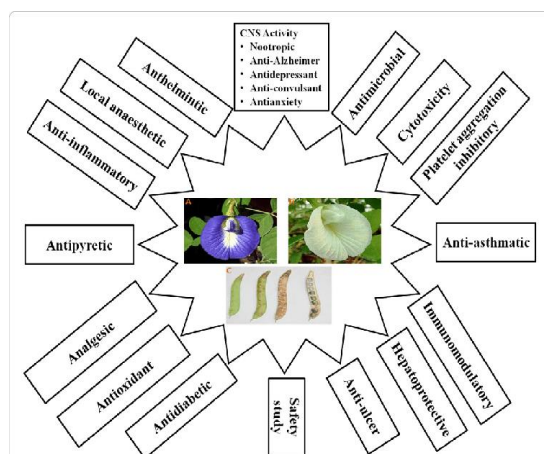 CNS Activity
• Nootropic
• Anti-Alzheimer
• Antidepressant
• Anti-convulsant
• Antianxiety
Antimicrobial
Cytotoxicity
Platelet aggregation
inhibitory
Anti-asthmatic
Immunomodulatory
Hepatoprotective
Anti-ulcer
Safety
study
Antidiabetic
Antioxidant
Analgesic
Antipyretic
Anti-inflammatory
Local anaesthetic
Anthelmintic
A
B
C